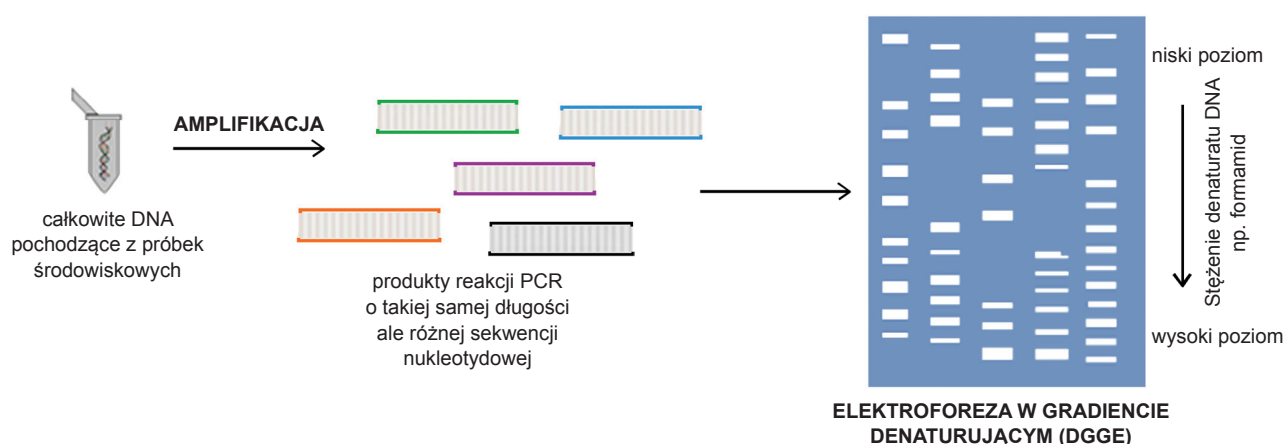 AMPLIFIKACJA
całkowite DNA
pochodzące z próbek
środowiskowych
produkty reakcji PCR
o takiej samej długości
ale różnej sekwencji
nukleotydowej
niski poziom
Stężenie denaturatu DNA
np. formamid
wysoki poziom
ELEKTROFOREZA W GRADIENCIE
DENATURUJĄCYM (DGGE)